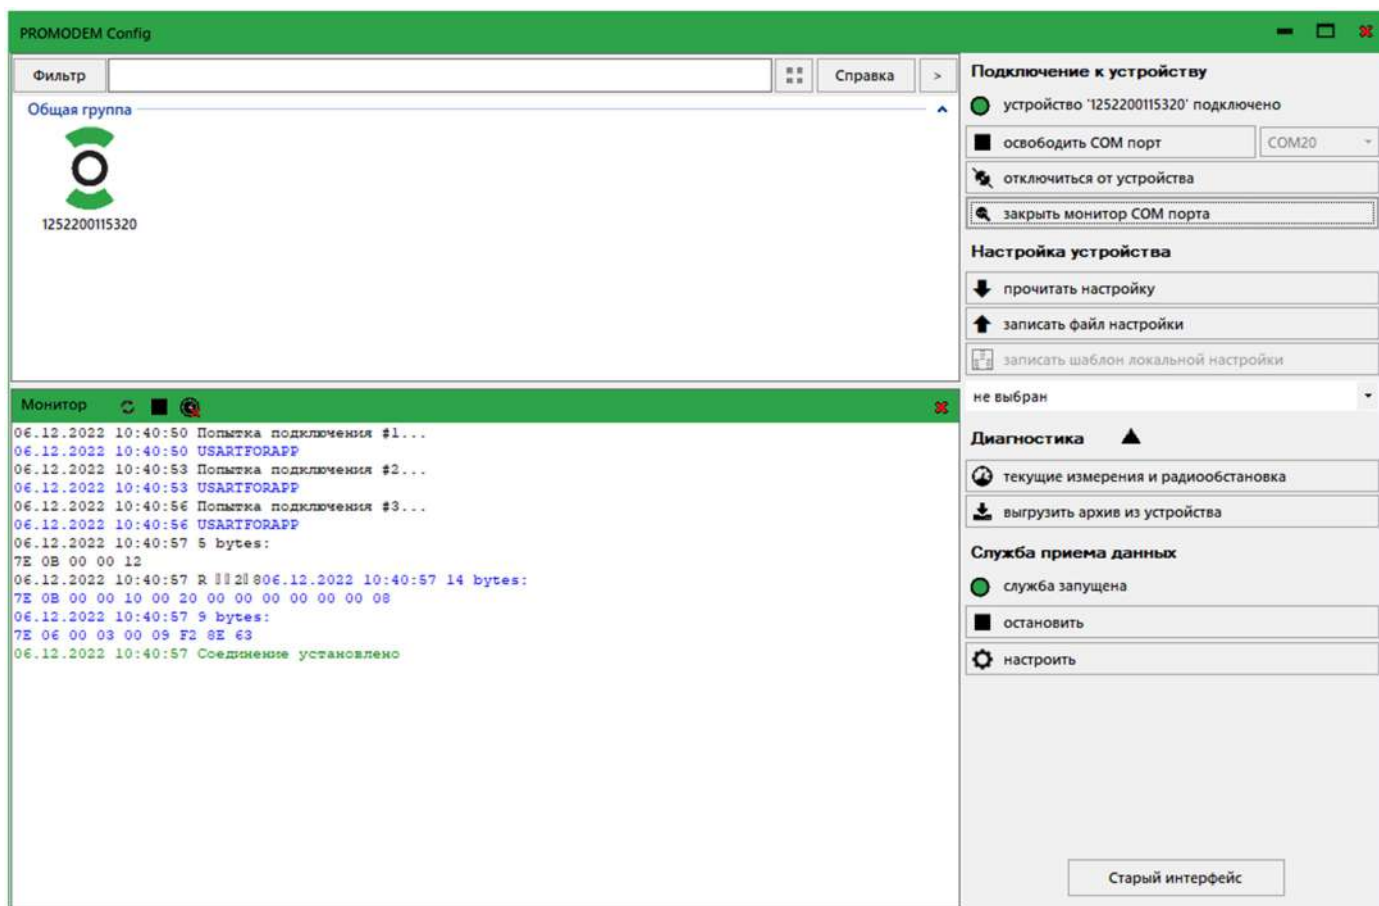 PROMODEM Config
Фильтр
Справка
>
Общая группа
1252200115320
Монитор
06.12.2022 10:40:50 Попытка подключения #1...
06.12.2022 10:40:50 USARTFORAPP
06.12.2022 10:40:53 Попытка подключения #2...
06.12.2022 10:40:53 USARTFORAPP
06.12.2022 10:40:56 Попытка подключения #3...
06.12.2022 10:40:56 USARTFORAPP
06.12.2022 10:40:57 5 bytes:
7E 0B 00 00 12
06.12.2022 10:40:57 R 2 806.12.2022 10:40:57 14 bytes:
7E 0B 00 00 10 00 20 00 00 00 00 00 00 08
06.12.2022 10:40:57 9 bytes:
7E 06 00 03 00 09 F2 8E 63
06.12.2022 10:40:57 Соединение установлено
Подключение к устройству
устройство '1252200115320' подключено
освободить COM порт
COM20
отключиться от устройства
закрыть монитор COM порта
Настройка устройства
прочитать настройку
записать файл настройки
записать шаблон локальной настройки
не выбран
Диагностика
текущие измерения и радиообстановка
выгрузить архив из устройства
Служба приема данных
служба запущена
остановить
настроить
Старый интерфейс